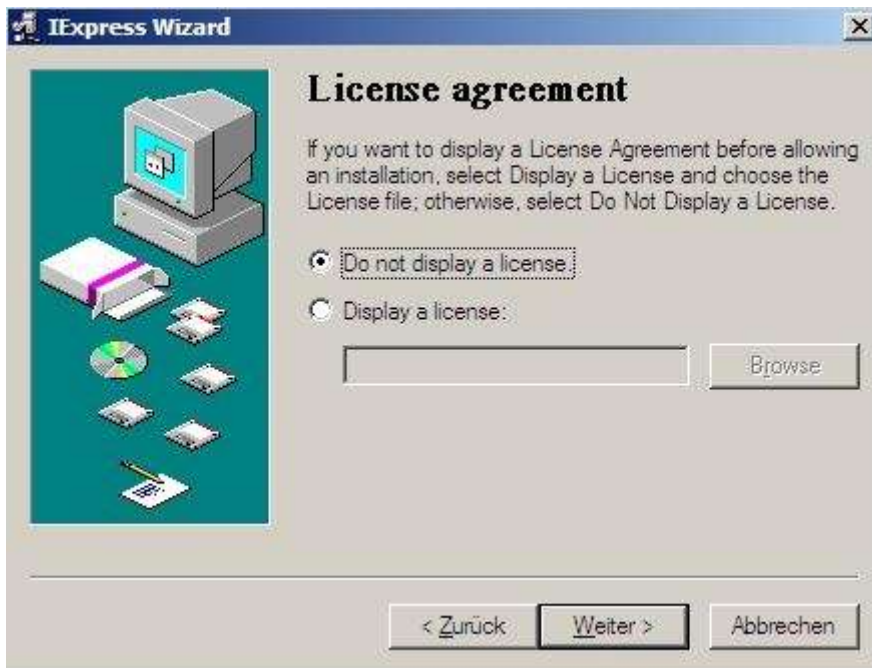 IExpress Wizard
License agreement
If you want to display a License Agreement before allowing
an installation, select Display a License and choose the
License file; otherwise, select Do Not Display a License.
Do not display a license.
Display a license:
Browse
< Zurück
Weiter >
Abbrechen